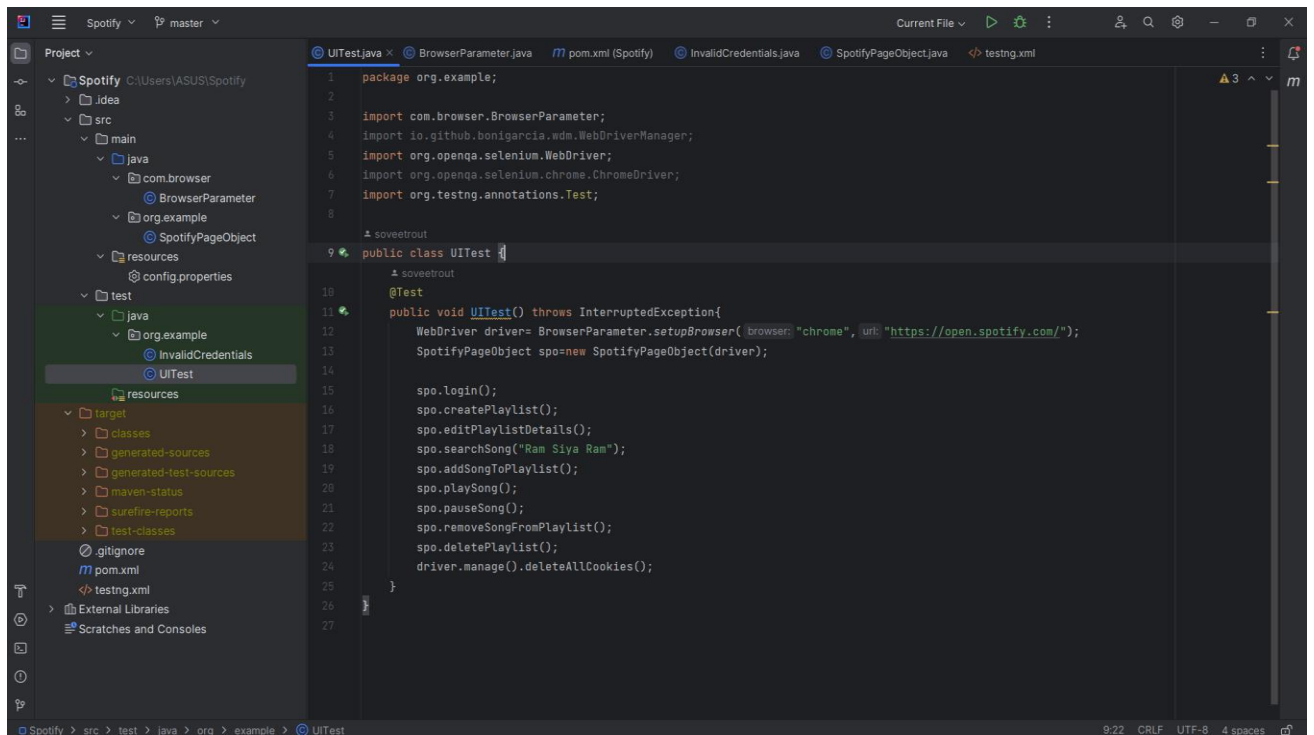 Spotify master Current File
Project
UITest.java BrowserParameter.java pom.xml (Spotify) InvalidCredentials.java SpotifyPageObject.java testng.xml
Spotify C:\Users\ASUS\Spotify
.idea
src
main
java
com.browser
BrowserParameter
org.example
SpotifyPageObject
resources
config.properties
test
java
org.example
InvalidCredentials
UITest
resources
target
classes
generated-sources
generated-test-sources
maven-status
surefire-reports
test-classes
.gitignore
pom.xml
testng.xml
External Libraries
Scratches and Consoles
3
1 package org.example;
2
3 import com.browser.BrowserParameter;
4 import io.github.bonigarcia.wdm.WebDriverManager;
5 import org.openqa.selenium.WebDriver;
6 import org.openqa.selenium.chrome.ChromeDriver;
7 import org.testng.annotations.Test;
8
soveetrout
9 public class UITest {
soveetrout
10 @Test
11 public void UITest() throws InterruptedException{
12 WebDriver driver= BrowserParameter.setupBrowser( browser: "chrome", url: "https://open.spotify.com/");
13 SpotifyPageObject spo=new SpotifyPageObject(driver);
14
15 spo.login();
16 spo.createPlaylist();
17 spo.editPlaylistDetails();
18 spo.searchSong("Ram Siya Ram");
19 spo.addSongToPlaylist();
20 spo.playSong();
21 spo.pauseSong();
22 spo.removeSongFromPlaylist();
23 spo.deletePlaylist();
24 driver.manage().deleteAllCookies();
25 }
26 }
27
Spotify > src > test > java > org > example > UITest 9:22 CRLF UTF-8 4 spaces